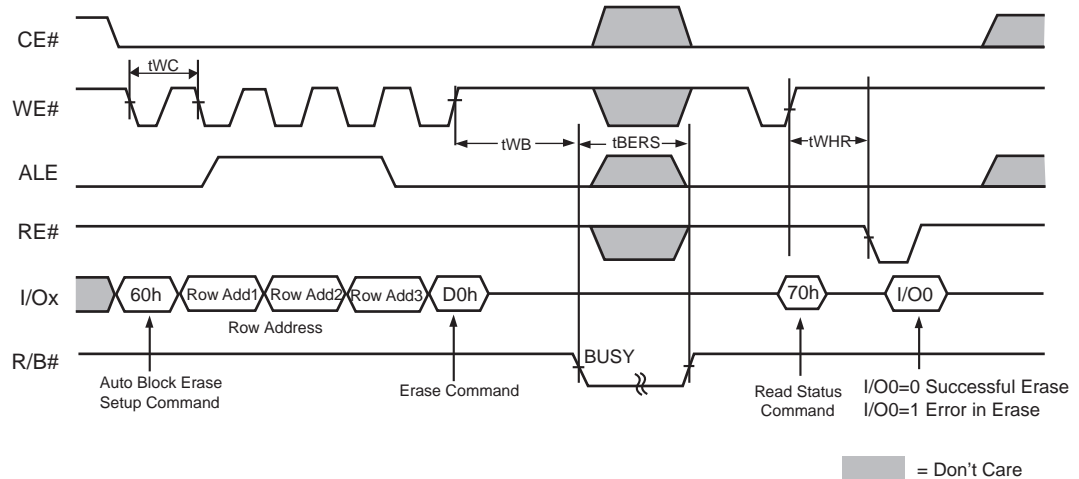 CE#
tWC
WE#
tWB
tBERS
tWHR
ALE
RE#
I/Ox
60h
Row Add1
Row Add2
Row Add3
D0h
70h
I/O0
Row Address
R/B#
BUSY
Auto Block Erase
Setup Command
Erase Command
Read Status
Command
I/O0=0 Successful Erase
I/O0=1 Error in Erase
= Don't Care